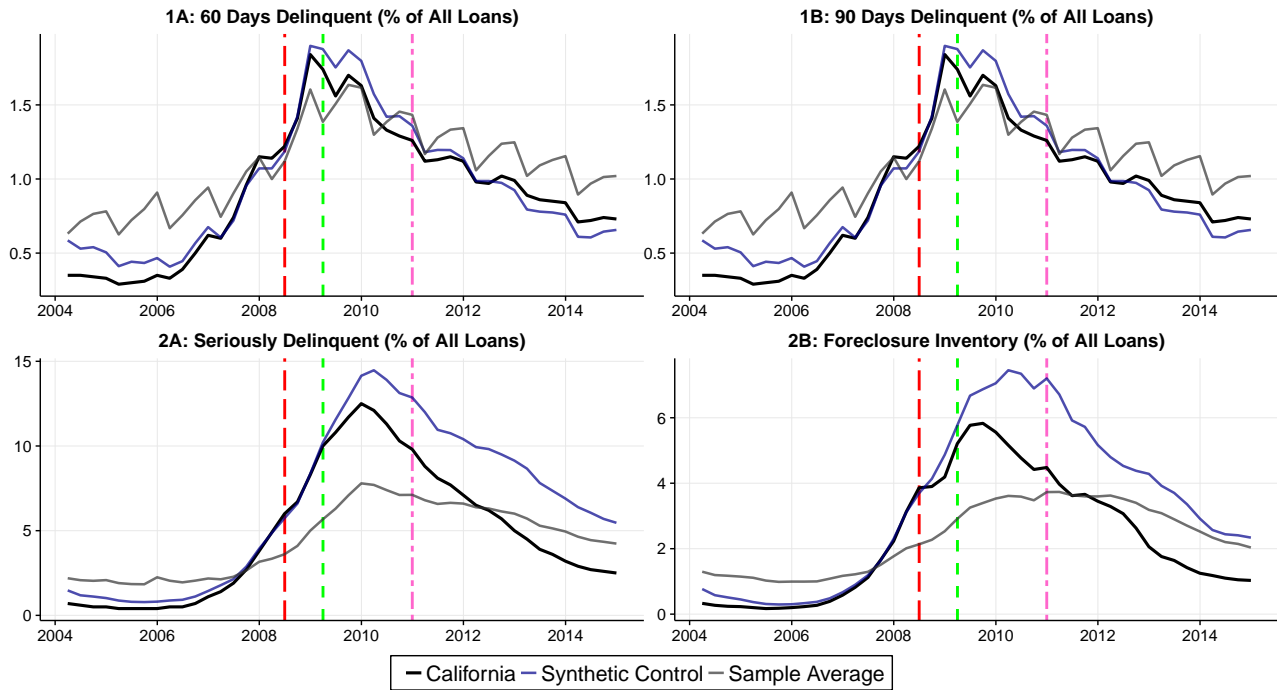 1A: 60 Days Delinquent (% of All Loans)
1.5
1.0
0.5
2004 2006 2008 2010 2012 2014
1B: 90 Days Delinquent (% of All Loans)
1.5
1.0
0.5
2004 2006 2008 2010 2012 2014
2A: Seriously Delinquent (% of All Loans)
15
10
5
0
2004 2006 2008 2010 2012 2014
2B: Foreclosure Inventory (% of All Loans)
6
4
2
0
2004 2006 2008 2010 2012 2014
California Synthetic Control Sample Average